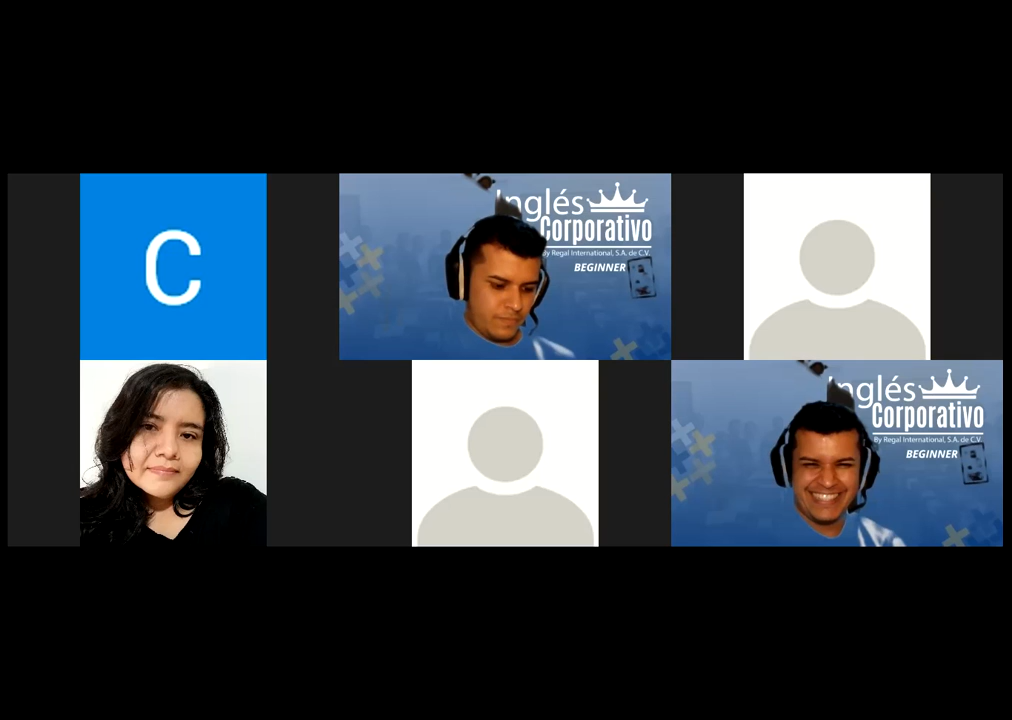 C
Inglés
Corporativo
By Regal International, S.A. de C.V.
BEGINNER
Inglés
Corporativo
By Regal International, S.A. de C.V.
BEGINNER